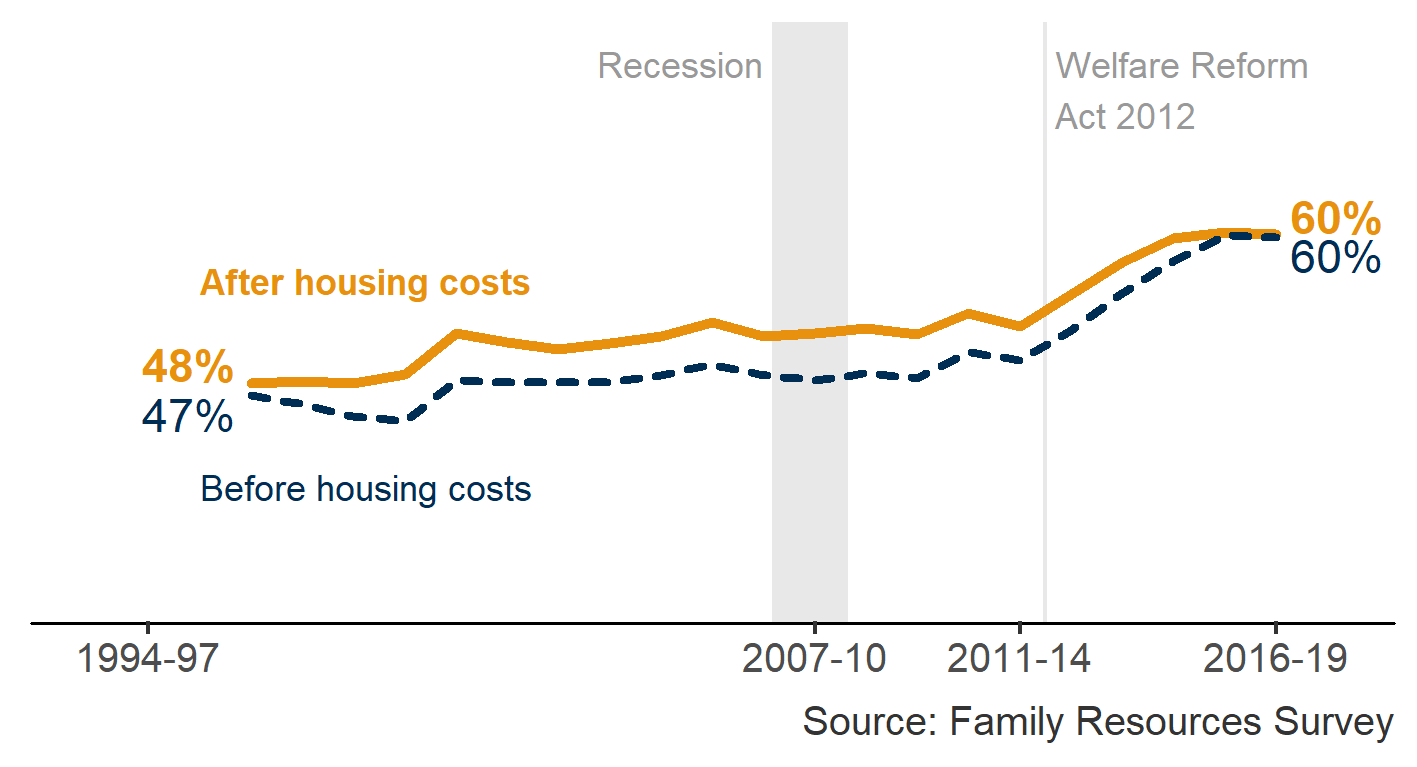 Recession
Welfare Reform
Act 2012
60%
60%
After housing costs
48%
47%
Before housing costs
1994-97
2007-10
2011-14
2016-19
Source: Family Resources Survey